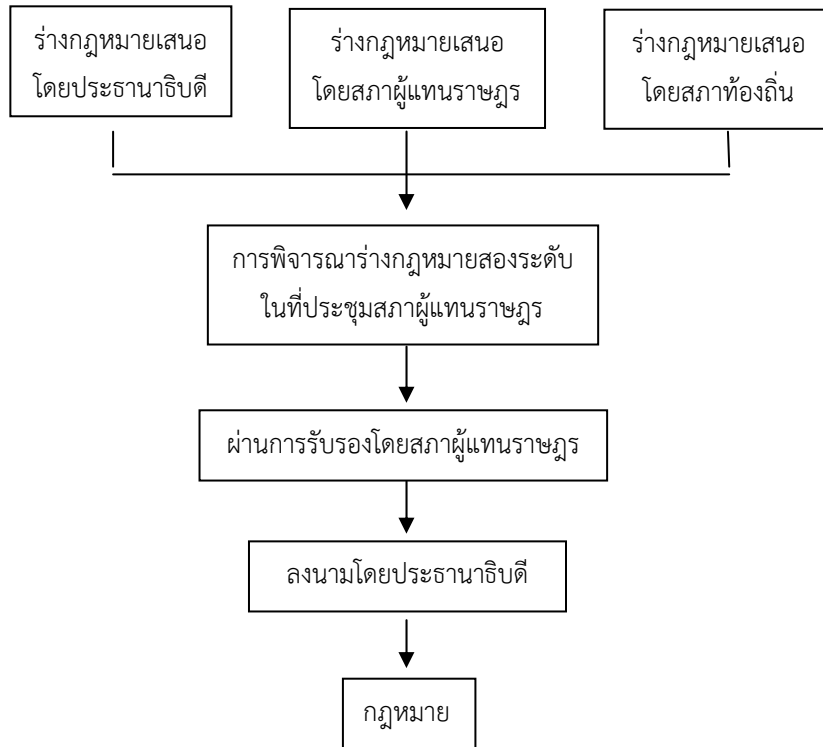 ร่างกฎหมายเสนอ
โดยประธานาธิบดี
ร่างกฎหมายเสนอ
โดยสภาผู้แทนราษฎร
ร่างกฎหมายเสนอ
โดยสภาท้องถิ่น
การพิจารณาร่างกฎหมายสองระดับ
ในที่ประชุมสภาผู้แทนราษฎร
ผ่านการรับรองโดยสภาผู้แทนราษฎร
ลงนามโดยประธานาธิบดี
กฎหมาย